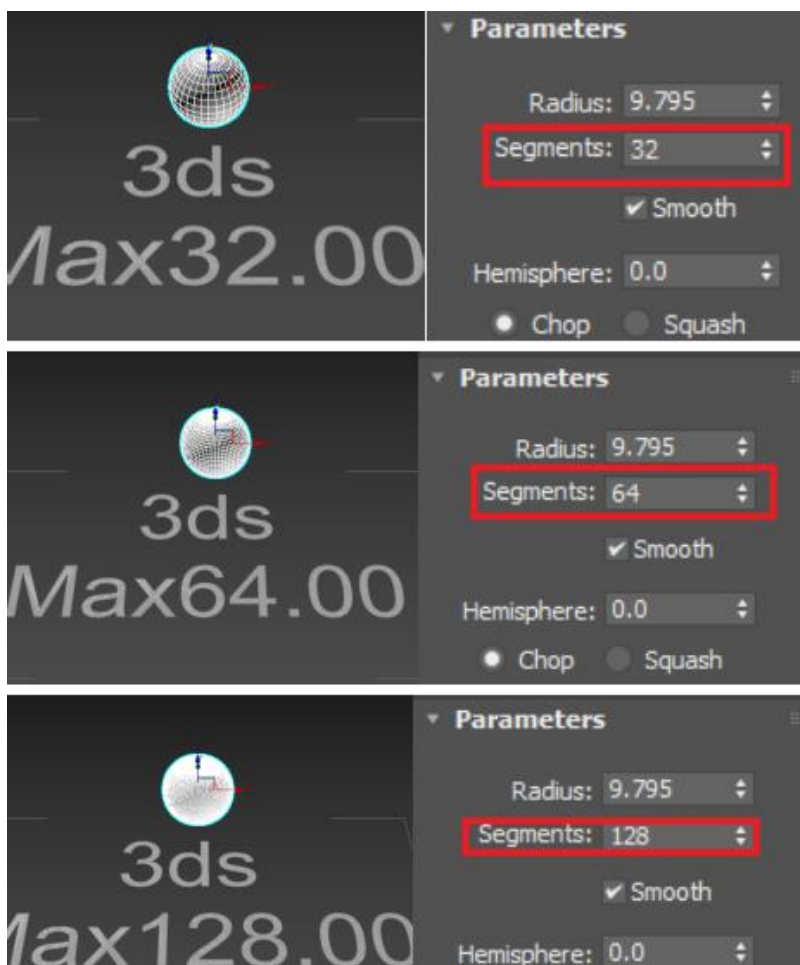 3ds
Max32.00
Parameters
Radius: 9.795
Segments: 32
Smooth
Hemisphere: 0.0
Chop Squash
3ds
Max64.00
Parameters
Radius: 9.795
Segments: 64
Smooth
Hemisphere: 0.0
Chop Squash
3ds
Max128.00
Parameters
Radius: 9.795
Segments: 128
Smooth
Hemisphere: 0.0